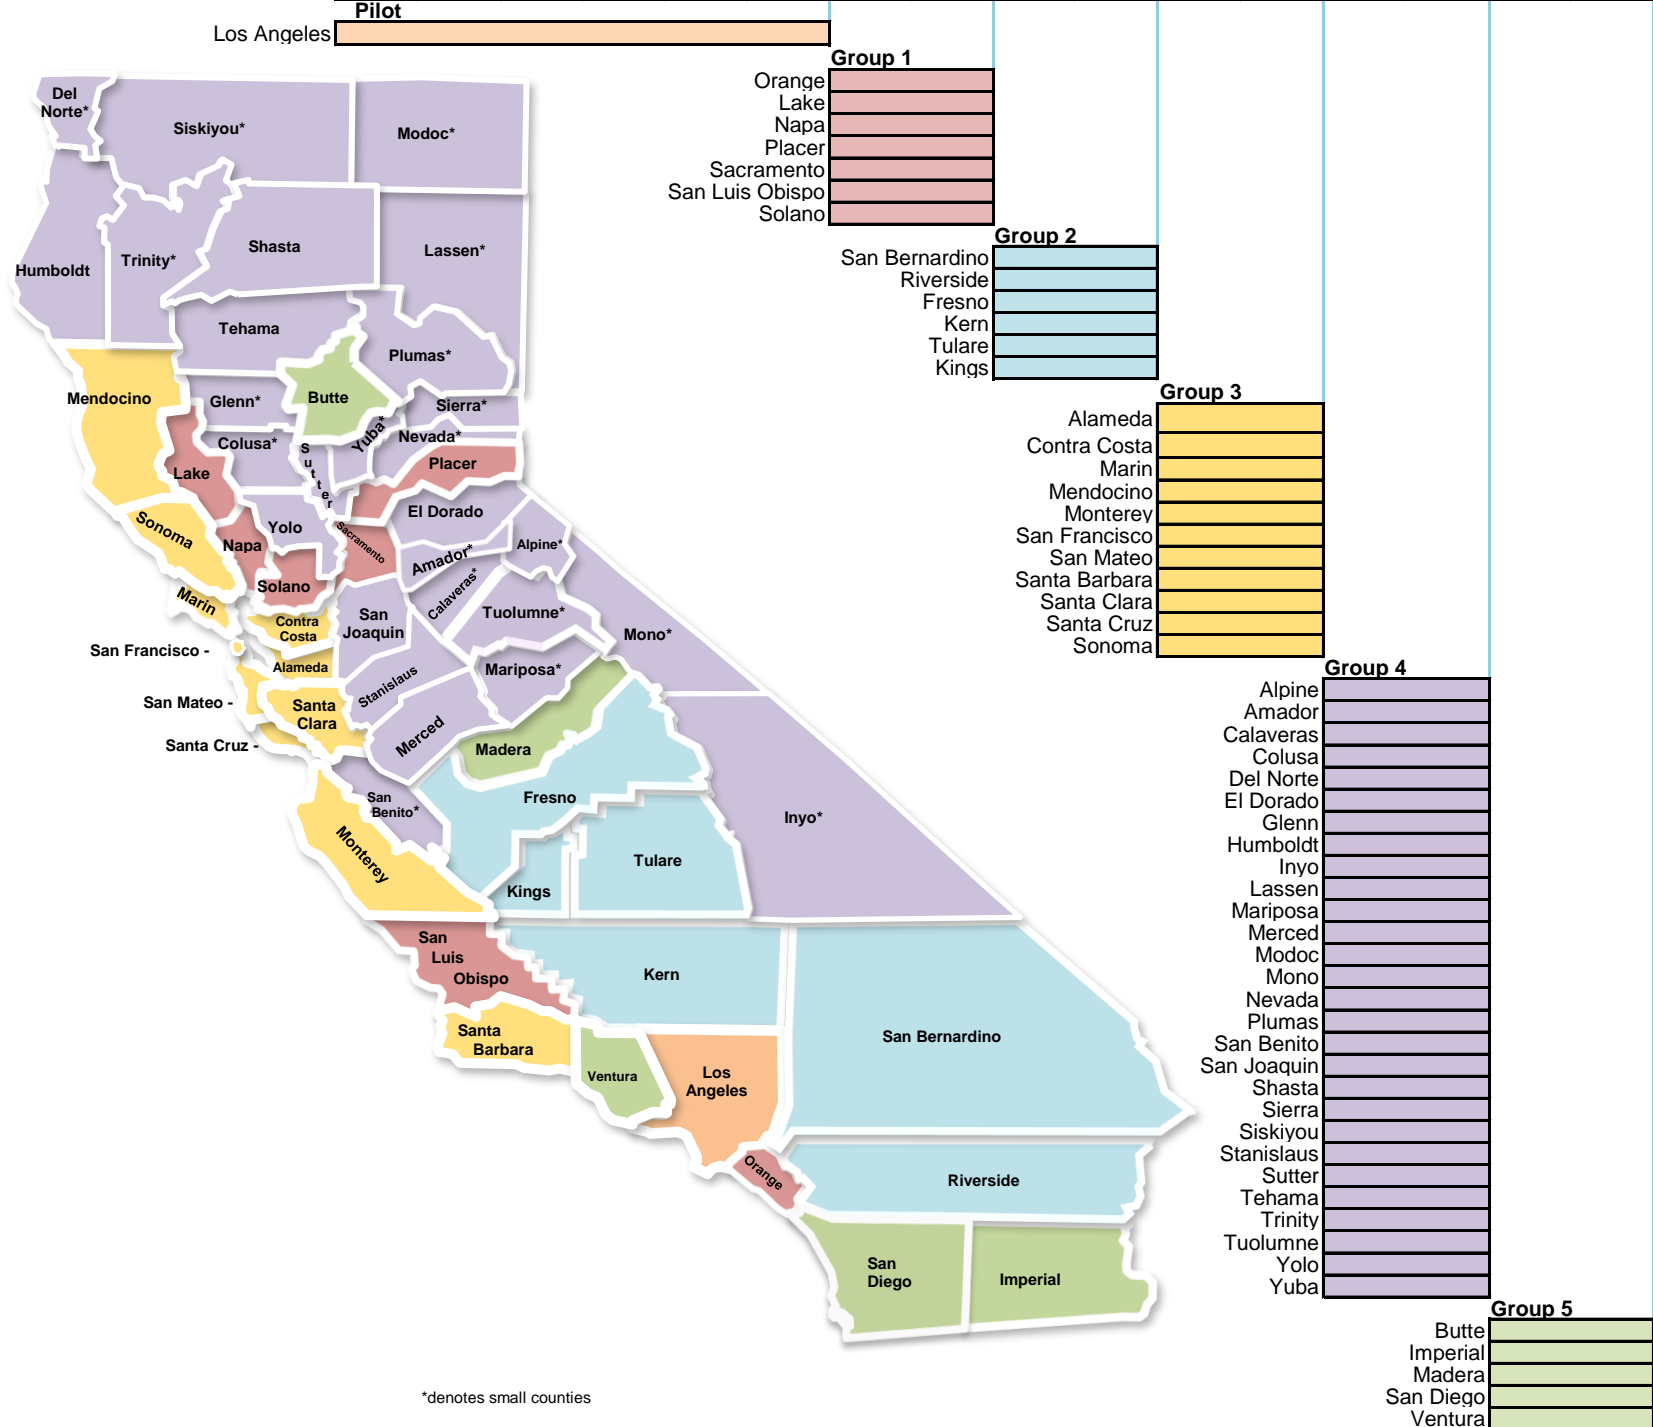 Pilot
Los Angeles
Group 1
Orange
Lake
Napa
Placer
Sacramento
San Luis Obispo
Solano
Group 2
San Bernardino
Riverside
Fresno
Kern
Tulare
Kings
Group 3
Alameda
Contra Costa
Marin
Mendocino
Monterey
San Francisco
San Mateo
Santa Barbara
Santa Clara
Santa Cruz
Sonoma
Group 4
Alpine
Amador
Calaveras
Colusa
Del Norte
El Dorado
Glenn
Humboldt
Inyo
Lassen
Mariposa
Merced
Modoc
Mono
Nevada
Plumas
San Benito
San Joaquin
Shasta
Sierra
Siskiyou
Stanislaus
Sutter
Tehama
Trinity
Tuolumne
Yolo
Yuba
Group 5
Butte
Imperial
Madera
San Diego
Ventura
Del
Norte*
Siskiyou*
Modoc*
Humboldt
Trinity*
Shasta
Lassen*
Tehama
Plumas*
Mendocino
Glenn*
Butte
Sierra*
Colusa*
Sutter
Yuba*
Nevada*
Lake
Placer
Sonoma
Yolo
El Dorado
Napa
Sacramento
Amador*
Alpine*
Solano
Calaveras*
Marin
Contra
Costa
San
Joaquin
Tuolumne*
Mono*
San Francisco -
Alameda
Stanislaus
Mariposa*
San Mateo -
Santa
Clara
Merced
Madera
Santa Cruz -
San
Benito*
Fresno
Inyo*
Monterey
Tulare
Kings
San
Luis
Obispo
Kern
Santa
Barbara
San Bernardino
Ventura
Los
Angeles
Orange
Riverside
San
Diego
Imperial
*denotes small counties